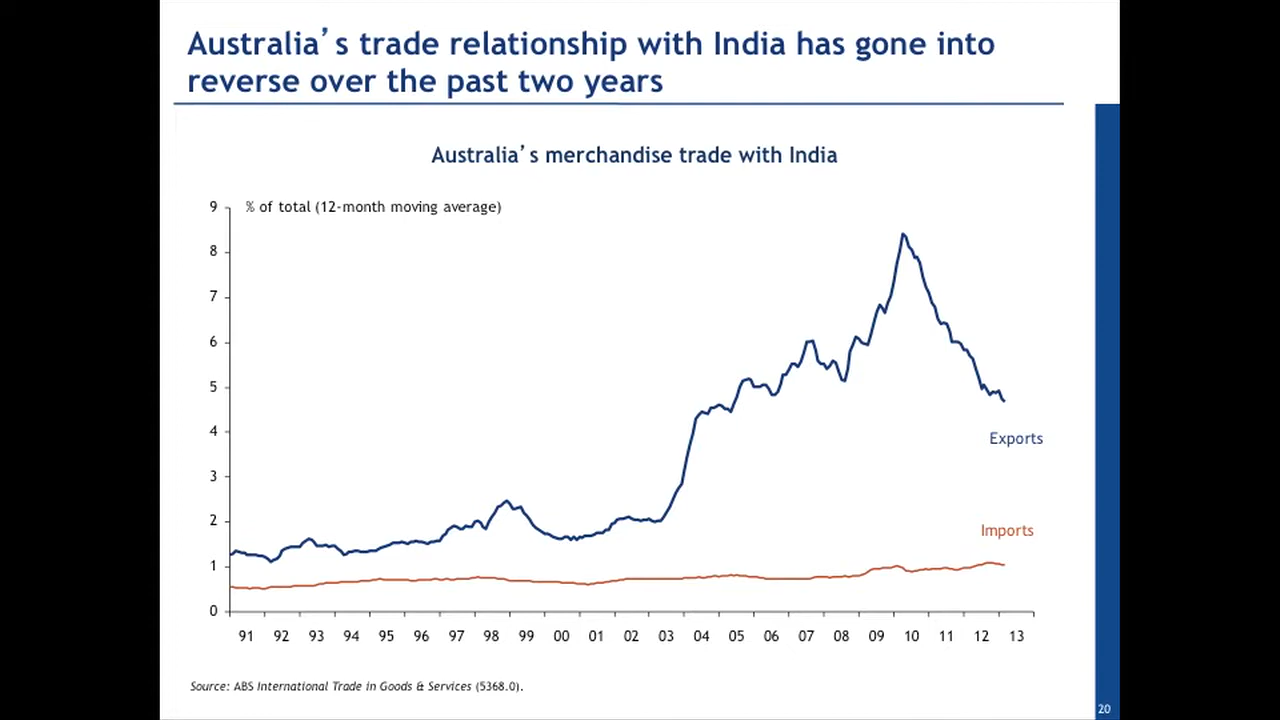 Australia’s trade relationship with India has gone into
reverse over the past two years
Australia’s merchandise trade with India
% of total (12-month moving average)
9
8
7
6
5
4
3
2
1
0
Exports
Imports
91 92 93 94 95 96 97 98 99 00 01 02 03 04 05 06 07 08 09 10 11 12 13
Source: ABS International Trade in Goods & Services (5368.0).
20